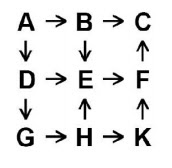 A → B → C
↓ ↓ ↑
D → E → F
↓ ↑ ↑
G → H → K